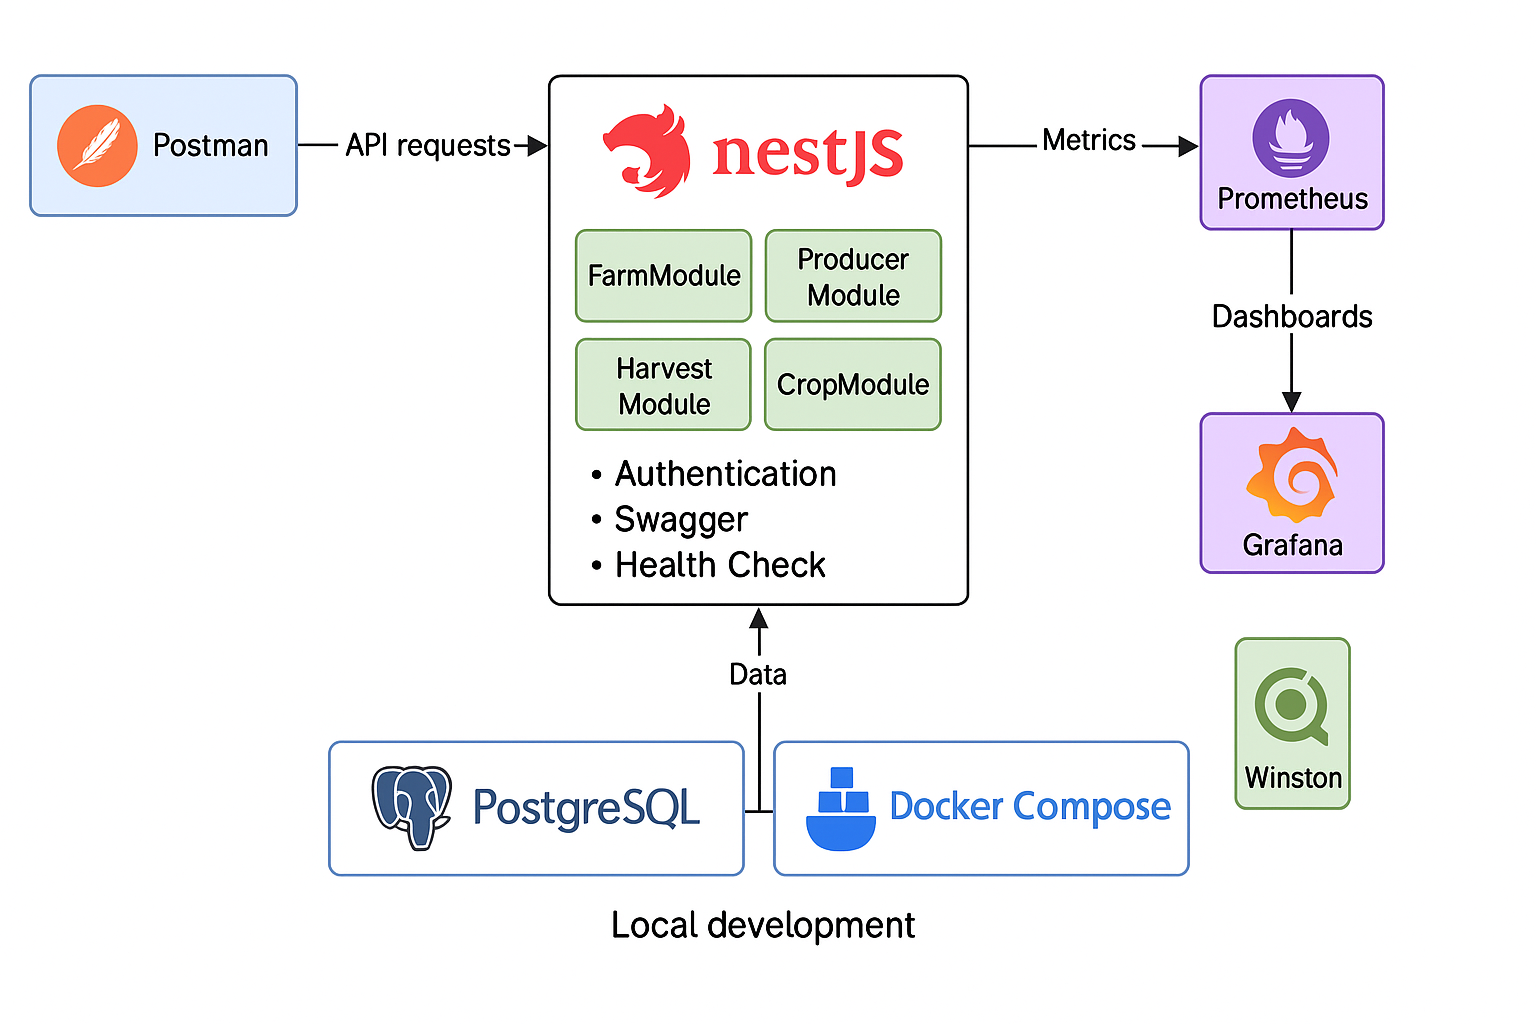 Postman
API requests
nestJS
Metrics
Prometheus
FarmModule
Producer
Module
Harvest
Module
CropModule
Dashboards
• Authentication
• Swagger
• Health Check
Grafana
Data
PostgreSQL
Docker Compose
Winston
Local development